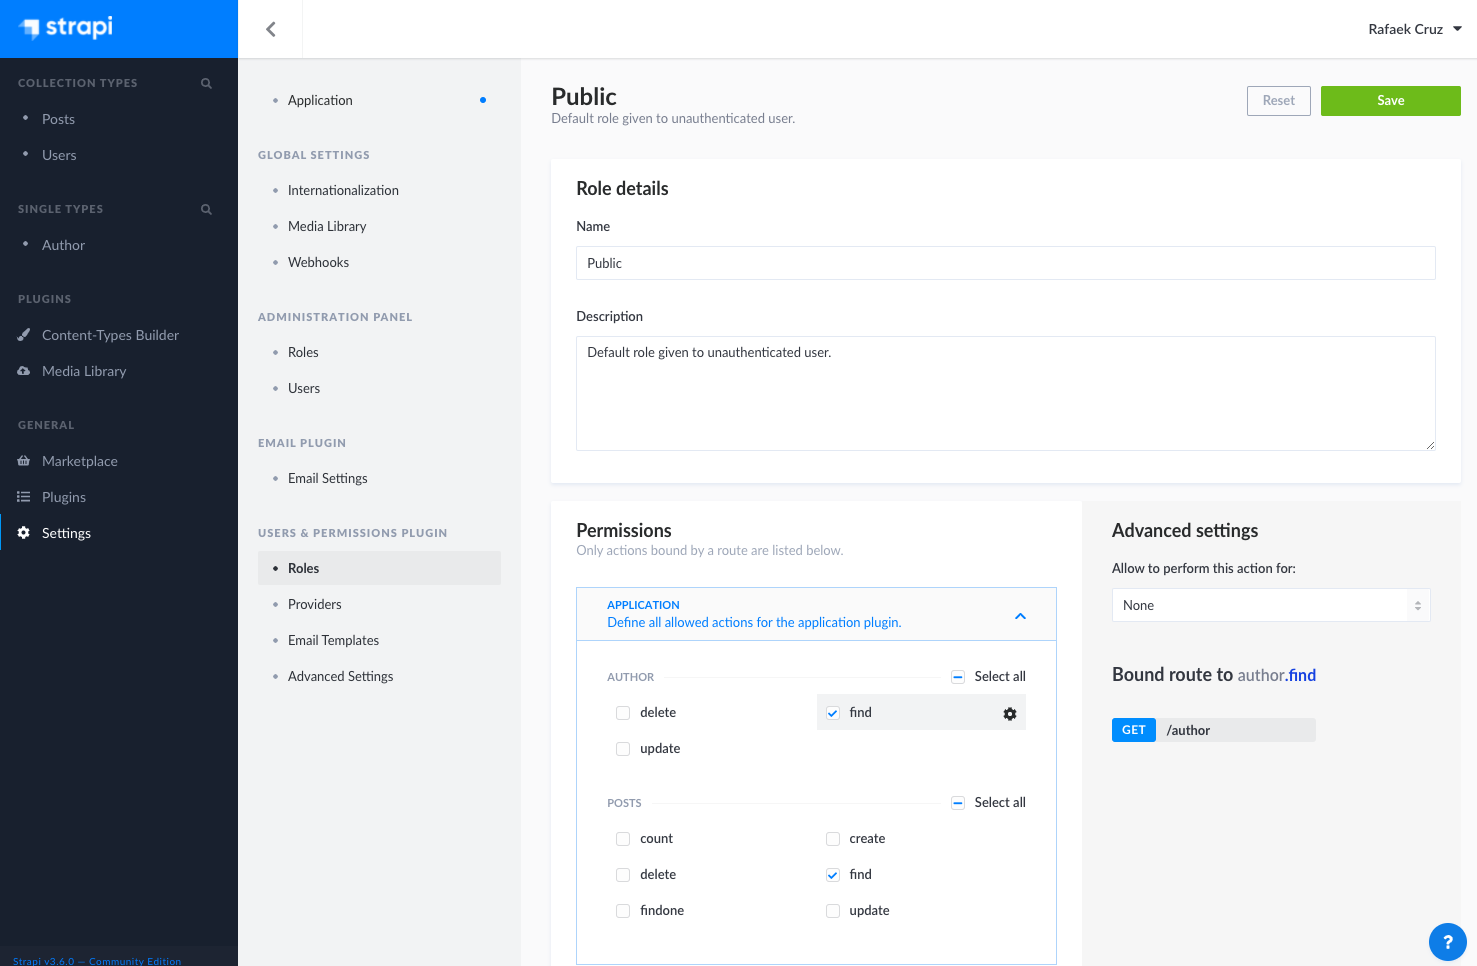 strapi
COLLECTION TYPES
Posts
Users
SINGLE TYPES
Author
PLUGINS
Content-Types Builder
Media Library
GENERAL
Marketplace
Plugins
Settings
Strapi v3.6.0 — Community Edition
Application
GLOBAL SETTINGS
Internationalization
Media Library
Webhooks
ADMINISTRATION PANEL
Roles
Users
EMAIL PLUGIN
Email Settings
USERS & PERMISSIONS PLUGIN
Roles
Providers
Email Templates
Advanced Settings
Rafaek Cruz
Public
Default role given to unauthenticated user.
Reset
Save
Role details
Name
Public
Description
Default role given to unauthenticated user.
Permissions
Only actions bound by a route are listed below.
APPLICATION
Define all allowed actions for the application plugin.
AUTHOR
Select all
delete
find
update
POSTS
Select all
count
create
delete
find
findone
update
Advanced settings
Allow to perform this action for:
None
Bound route to author.find
GET /author
?